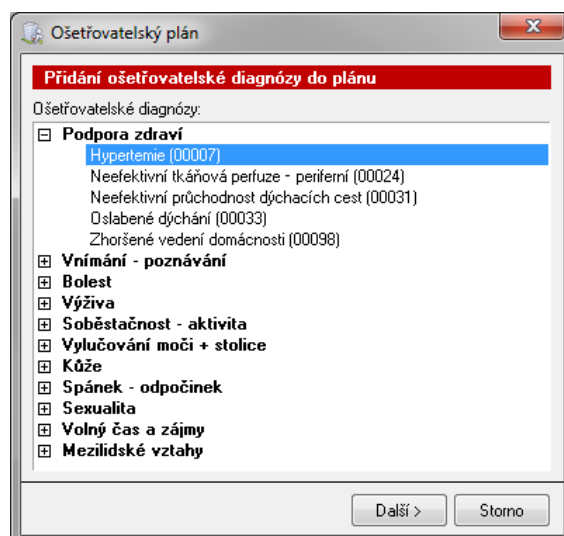 Ošetřovatelský plán
Přidání ošetřovatelské diagnózy do plánu
Ošetřovatelské diagnózy:
Podpora zdraví
Hypertemie (00007)
Neefektivní tkáňová perfuze - periferní (00024)
Neefektivní průchodnost dýchacích cest (00031)
Oslabené dýchání (00033)
Zhoršené vedení domácnosti (00098)
Vnímání - poznávání
Bolest
Výživa
Soběstačnost - aktivita
Vylučování moči + stolice
Kůže
Spánek - odpočinek
Sexualita
Volný čas a zájmy
Mezilidské vztahy
Další > Storno